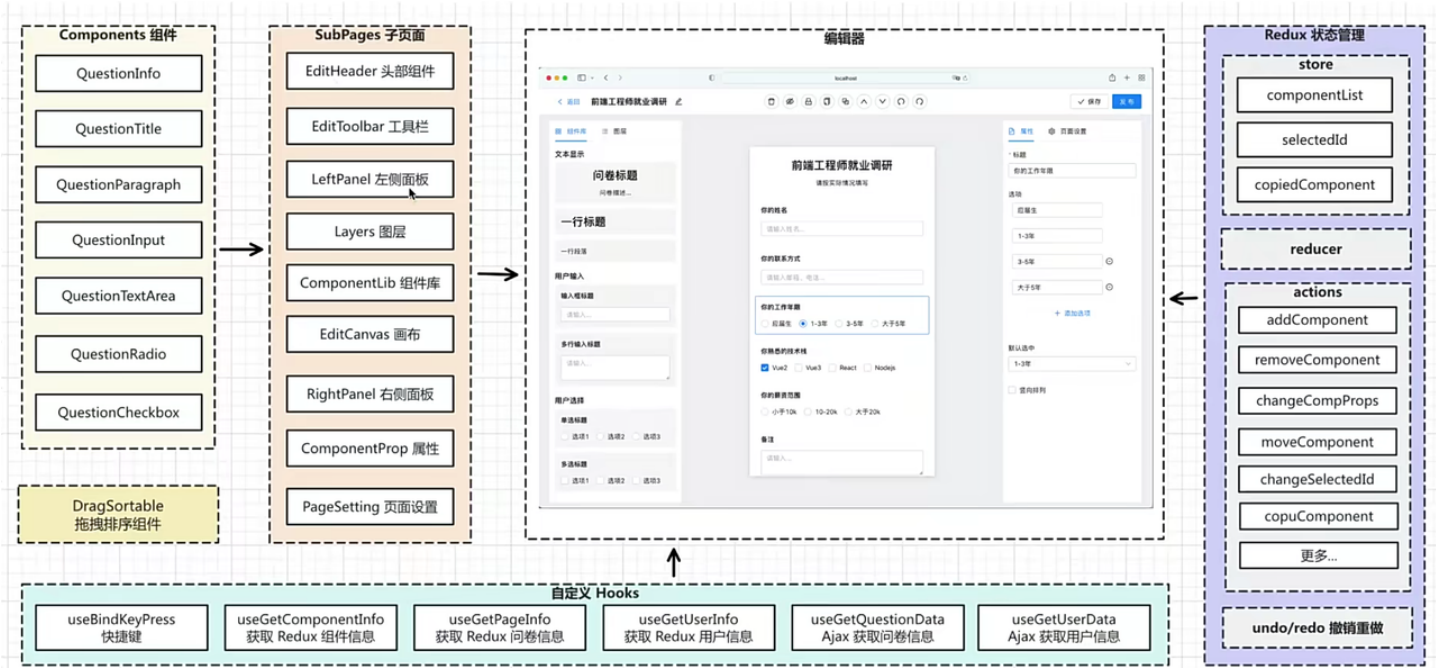 Components 组件
QuestionInfo
QuestionTitle
QuestionParagraph
QuestionInput
QuestionTextArea
QuestionRadio
QuestionCheckbox
DragSortable
拖拽排序组件
SubPages 子页面
EditHeader 头部组件
EditToolbar 工具栏
LeftPanel 左侧面板
Layers 图层
ComponentLib 组件库
EditCanvas 画布
RightPanel 右侧面板
ComponentProp 属性
PageSetting 页面设置
编辑器
localhost
返回 前端工程师就业调研
保存
发布
组件库 图层
文本显示
问卷标题
问卷描述...
一行标题
一行段落
用户输入
输入框标题
请输入...
多行输入标题
请输入...
用户选择
单选标题
选项1 选项2 选项3
多选标题
选项1 选项2 选项3
前端工程师就业调研
请按实际情况填写
你的姓名
请输入姓名...
你的联系方式
请输入邮箱、电话...
你的工作年限
应届生 1-3年 3-5年 大于5年
你熟悉的技术栈
Vue2 Vue3 React Nodejs
你的薪资范围
小于10k 10-20k 大于20k
备注
请输入...
属性 页面设置
* 标题
你的工作年限
选项
应届生
1-3年
3-5年
大于5年
+ 添加选项
默认选中
1-3年
竖向排列
Redux 状态管理
store
componentList
selectedId
copiedComponent
reducer
actions
addComponent
removeComponent
changeCompProps
moveComponent
changeSelectedId
copuComponent
更多...
undo/redo 撤销重做
自定义 Hooks
useBindKeyPress
快捷键
useGetComponentInfo
获取 Redux 组件信息
useGetPageInfo
获取 Redux 问卷信息
useGetUserInfo
获取 Redux 用户信息
useGetQuestionData
Ajax 获取问卷信息
useGetUserData
Ajax 获取用户信息